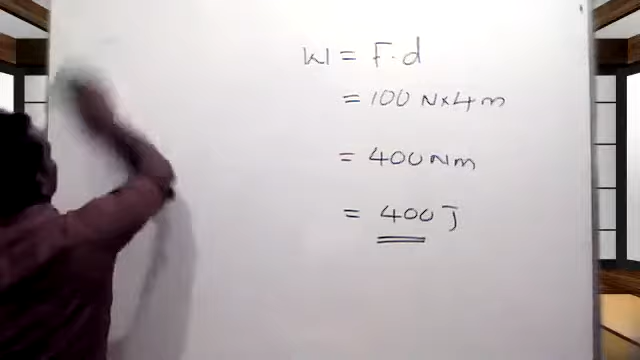 W = F.d
= 100 N×4 m
= 400 Nm
= 400 J